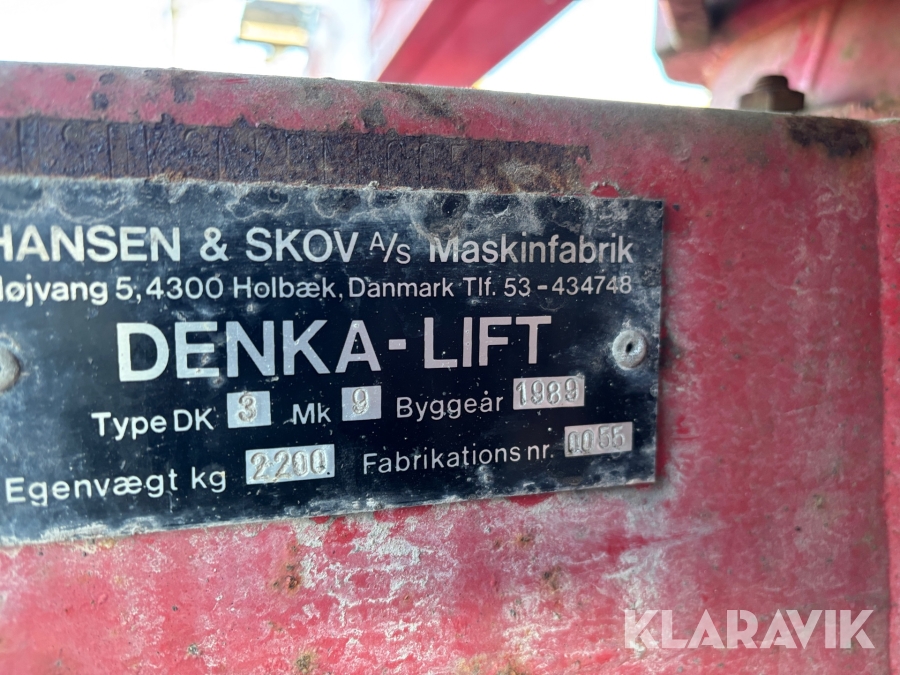 HANSEN & SKOV A/S Maskinfabrik
Højvang 5, 4300 Holbæk, Danmark Tlf. 53-434748
DENKA-LIFT
Type DK 3 Mk 9 Byggeår 1989
Egenvægt kg 2200 Fabrikations nr. 0055
KLARAVIK